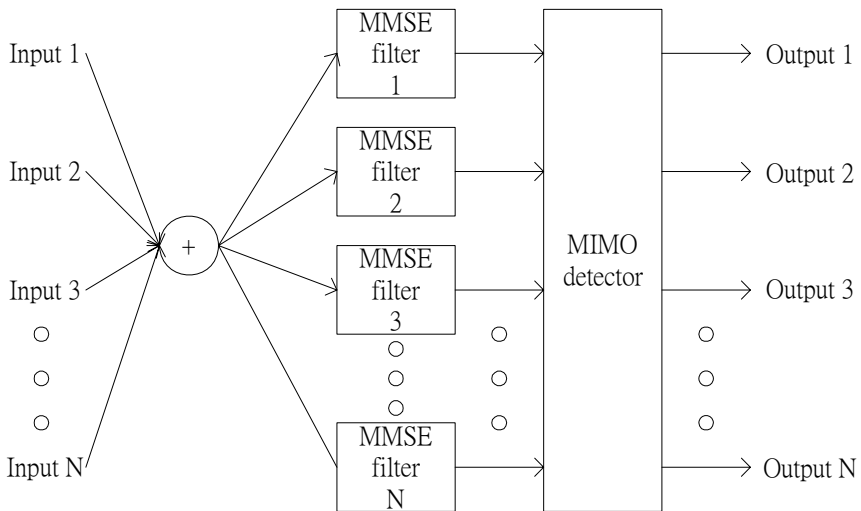 Input 1
Input 2
Input 3
Input N
+
MMSE
filter
1
MMSE
filter
2
MMSE
filter
3
MMSE
filter
N
MIMO
detector
Output 1
Output 2
Output 3
Output N